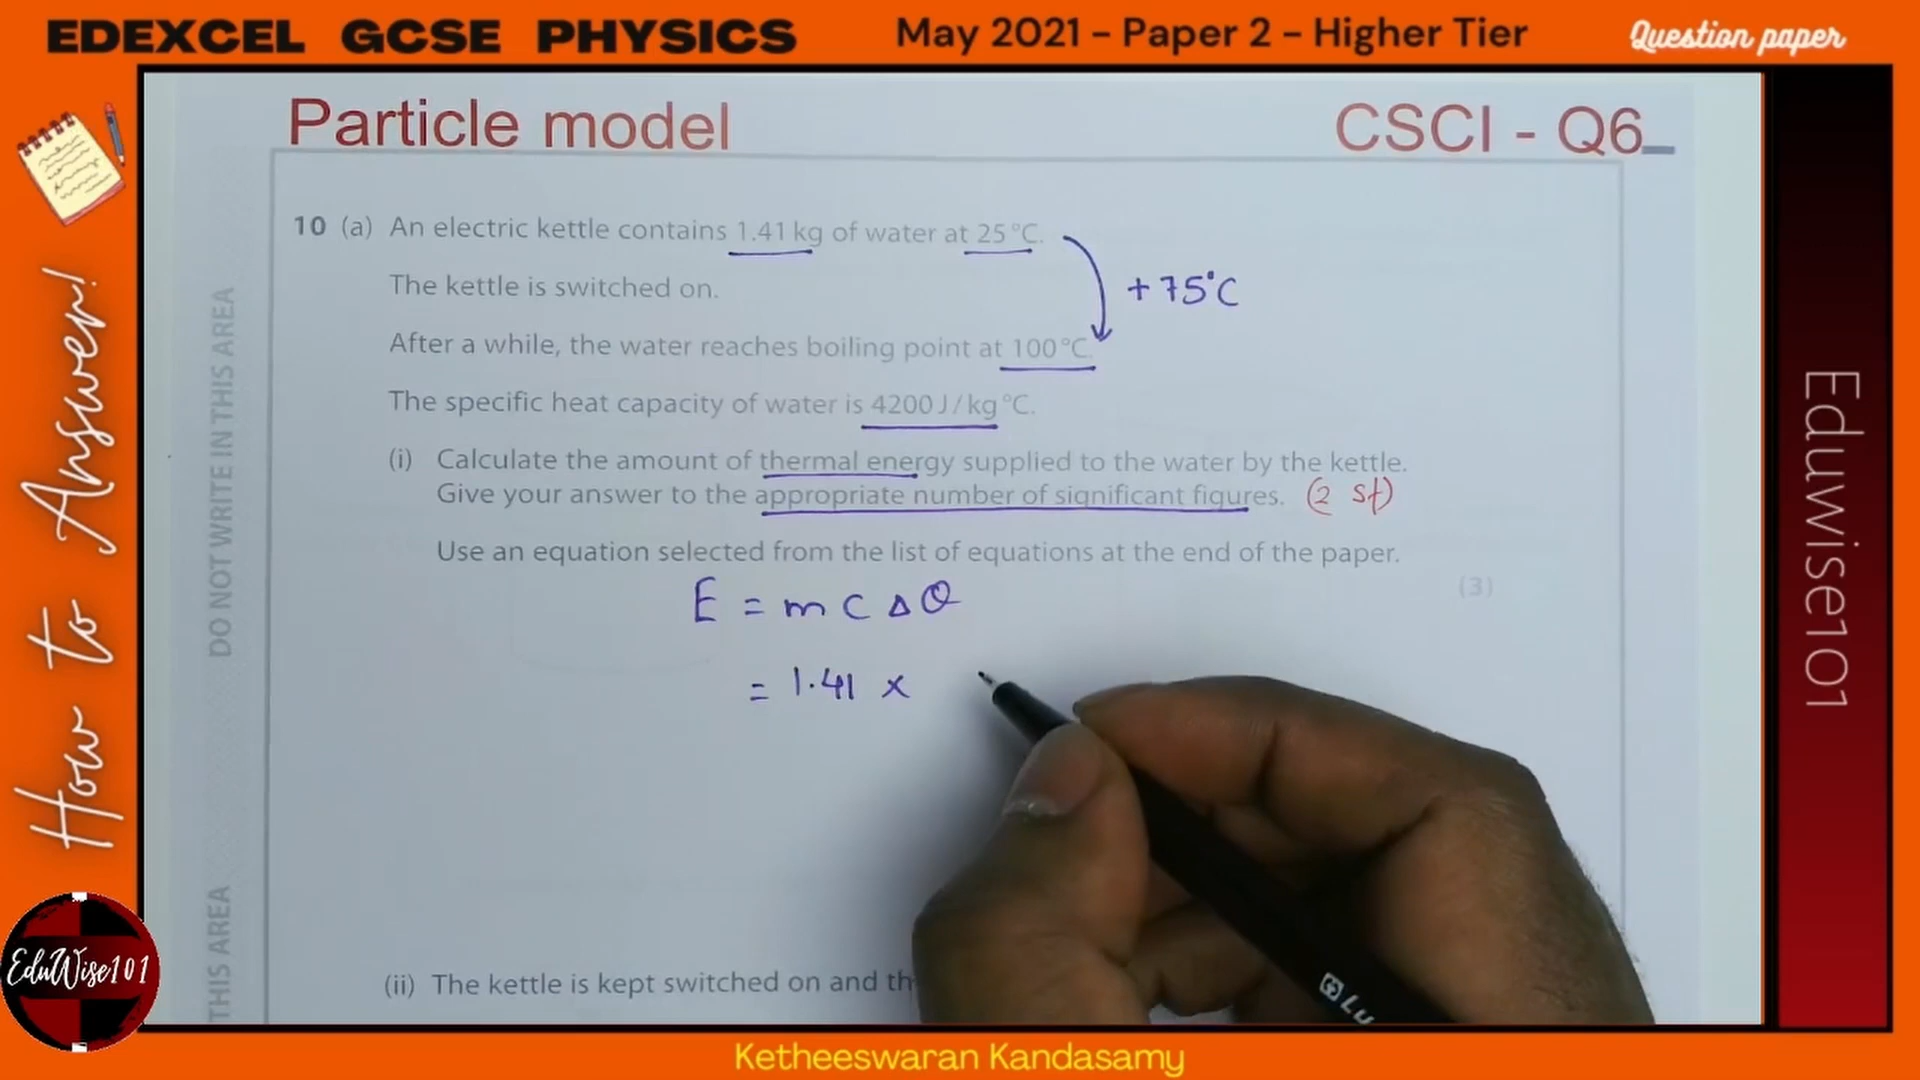 EDEXCEL GCSE PHYSICS May 2021 - Paper 2 - Higher Tier Question paper
Particle model CSCI - Q6
10 (a) An electric kettle contains 1.41 kg of water at 25 °C.
The kettle is switched on.
+75°C
After a while, the water reaches boiling point at 100 °C.
The specific heat capacity of water is 4200 J / kg °C.
(i) Calculate the amount of thermal energy supplied to the water by the kettle.
Give your answer to the appropriate number of significant figures. (2 sf)
Use an equation selected from the list of equations at the end of the paper.
(3)
E = m c Δ θ
= 1.41 ×
(ii) The kettle is kept switched on and th
DO NOT WRITE IN THIS AREA
THIS AREA
How to Answer!
EduWise101
Eduwise101
Ketheeswaran Kandasamy